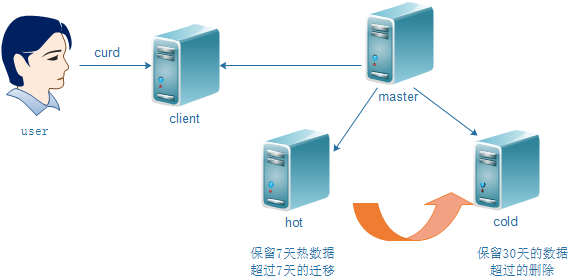 curd
user
client
master
hot
cold
保留7天热数据
超过7天的迁移
保留30天的数据
超过的删除